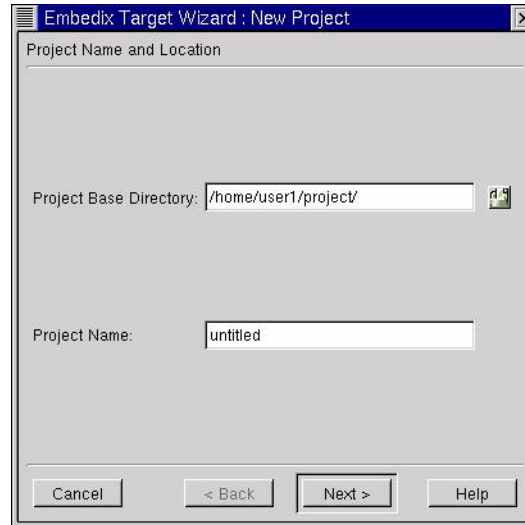 Embedix Target Wizard : New Project
Project Name and Location
Project Base Directory: /home/user1/project/
Project Name: untitled
Cancel < Back Next > Help